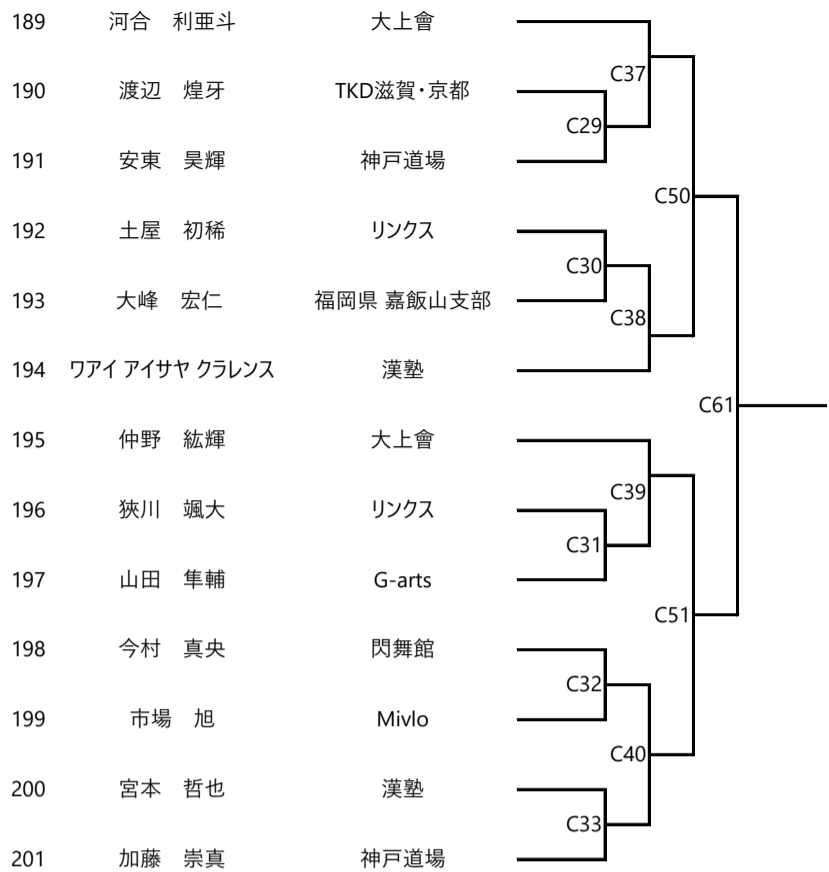 189 河合 利亜斗 大上會
C37
190 渡辺 煌牙 TKD滋賀・京都
C29
191 安東 昊輝 神戸道場
C50
192 土屋 初稀 リンクス
C30
193 大峰 宏仁 福岡県 嘉飯山支部
C38
194 ワアイ アイサヤ クラレンス 漢塾
C61
195 仲野 紘輝 大上會
C39
196 狹川 颯大 リンクス
C31
197 山田 隼輔 G-arts
C51
198 今村 真央 閃舞館
C32
199 市場 旭 Mivlo
C40
200 宮本 哲也 漢塾
C33
201 加藤 崇真 神戸道場